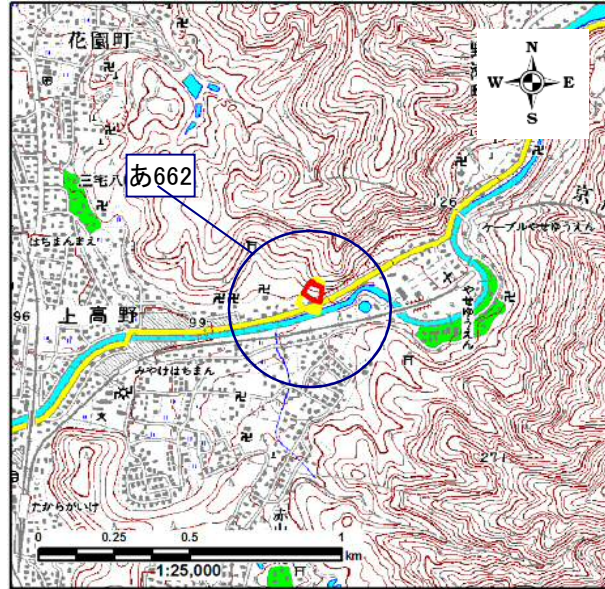 花園町
N
W E
S
三宅八
あ662
126
ケーブルやせゆうえん
はちまんまえ
やせゆうえん
96
上高野
99
みやけはちまん
271
たからがいけ
0 0.25 0.5 1
km
1:25,000